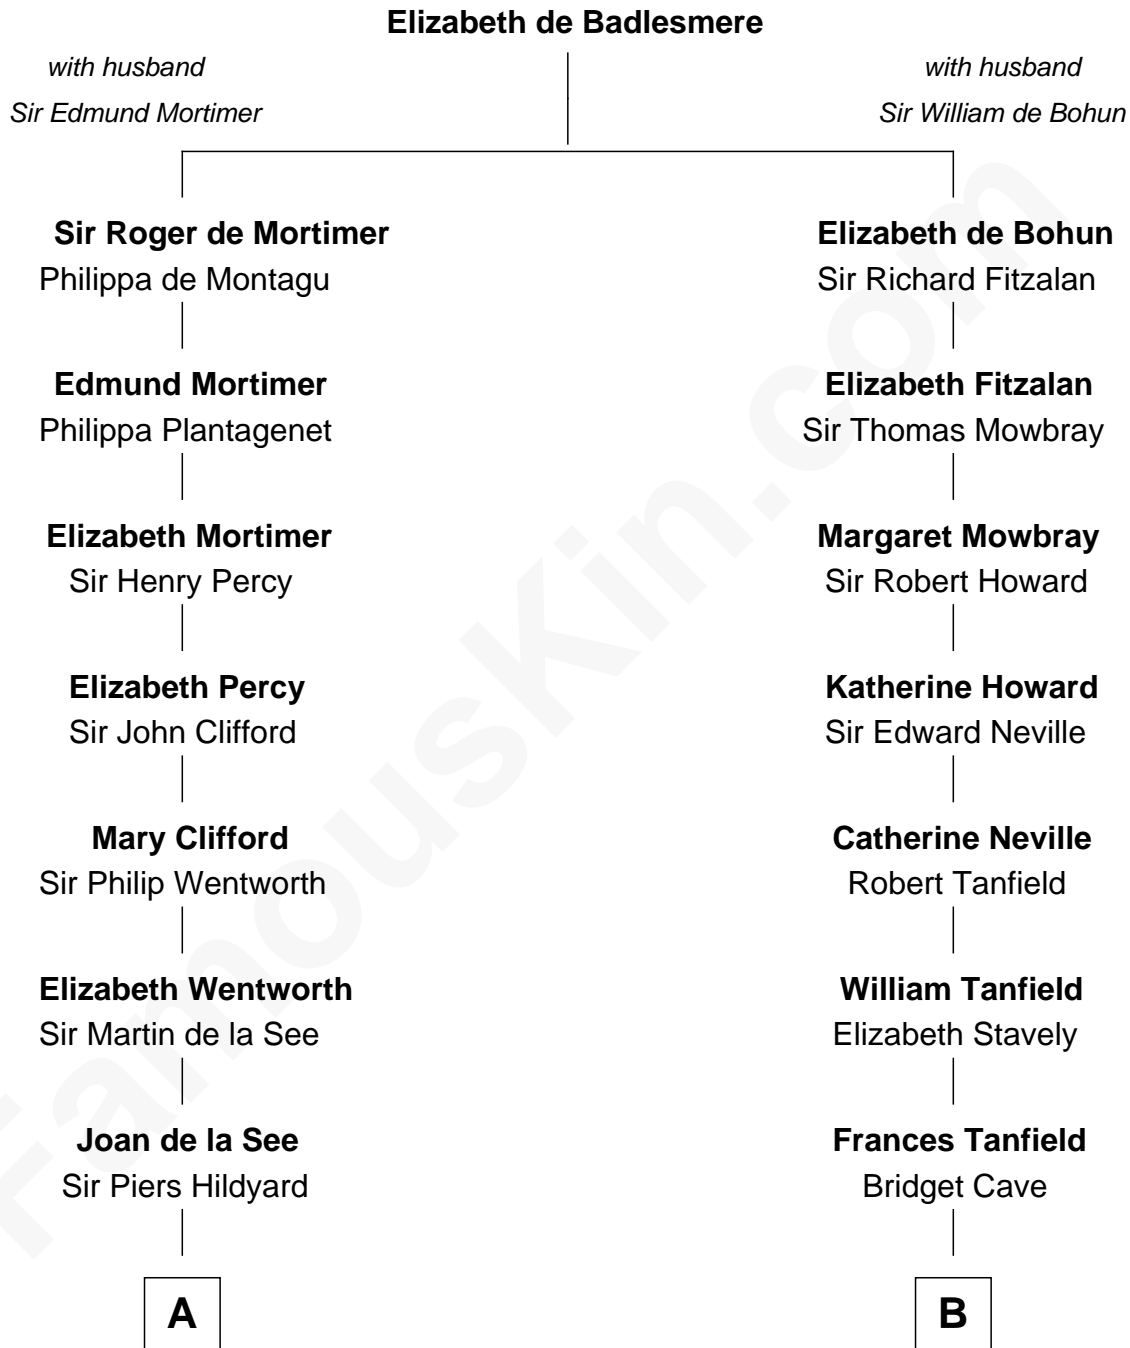 Elizabeth de Badlesmere
with husband
Sir Edmund Mortimer
with husband
Sir William de Bohun
Sir Roger de Mortimer
Philippa de Montagu
Elizabeth de Bohun
Sir Richard Fitzalan
Edmund Mortimer
Philippa Plantagenet
Elizabeth Fitzalan
Sir Thomas Mowbray
Elizabeth Mortimer
Sir Henry Percy
Margaret Mowbray
Sir Robert Howard
Elizabeth Percy
Sir John Clifford
Katherine Howard
Sir Edward Neville
Mary Clifford
Sir Philip Wentworth
Catherine Neville
Robert Tanfield
Elizabeth Wentworth
Sir Martin de la See
William Tanfield
Elizabeth Stavely
Joan de la See
Sir Piers Hildyard
Frances Tanfield
Bridget Cave
A
B
FamousKin.com